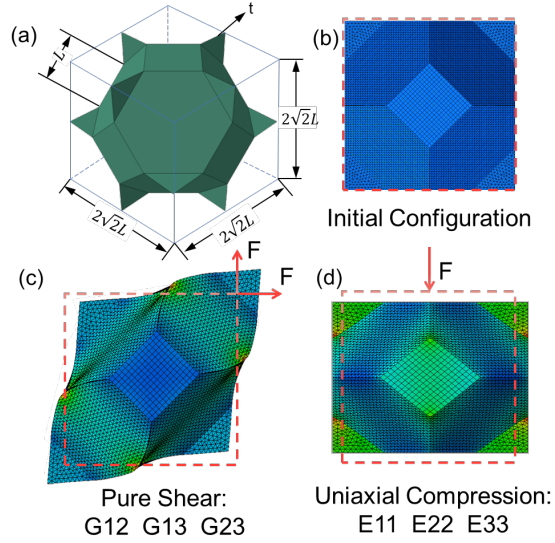 (a)
t
L
2√2L
2√2L
2√2L
(b)
Initial Configuration
(c)
F
F
Pure Shear:
G12 G13 G23
(d)
F
Uniaxial Compression:
E11 E22 E33